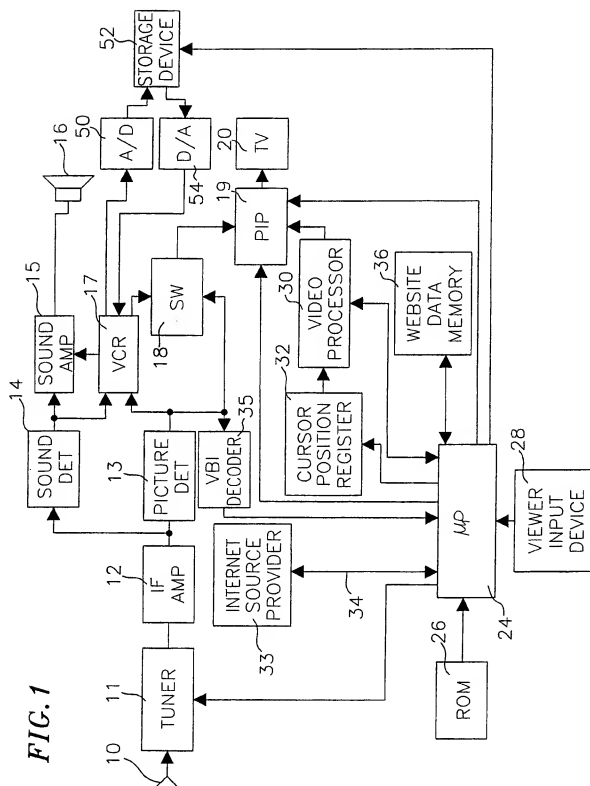 FIG.1
10
11
TUNER
12
IF
AMP
13
PICTURE
DET
14
SOUND
DET
15
SOUND
AMP
16
17
VCR
18
SW
19
PIP
20
TV
50
A/D
52
STORAGE
DEVICE
54
D/A
35
VBI
DECODER
30
VIDEO
PROCESSOR
32
CURSOR
POSITION
REGISTER
36
WEBSITE
DATA
MEMORY
33
INTERNET
SOURCE
PROVIDER
34
26
ROM
24
μP
28
VIEWER
INPUT
DEVICE